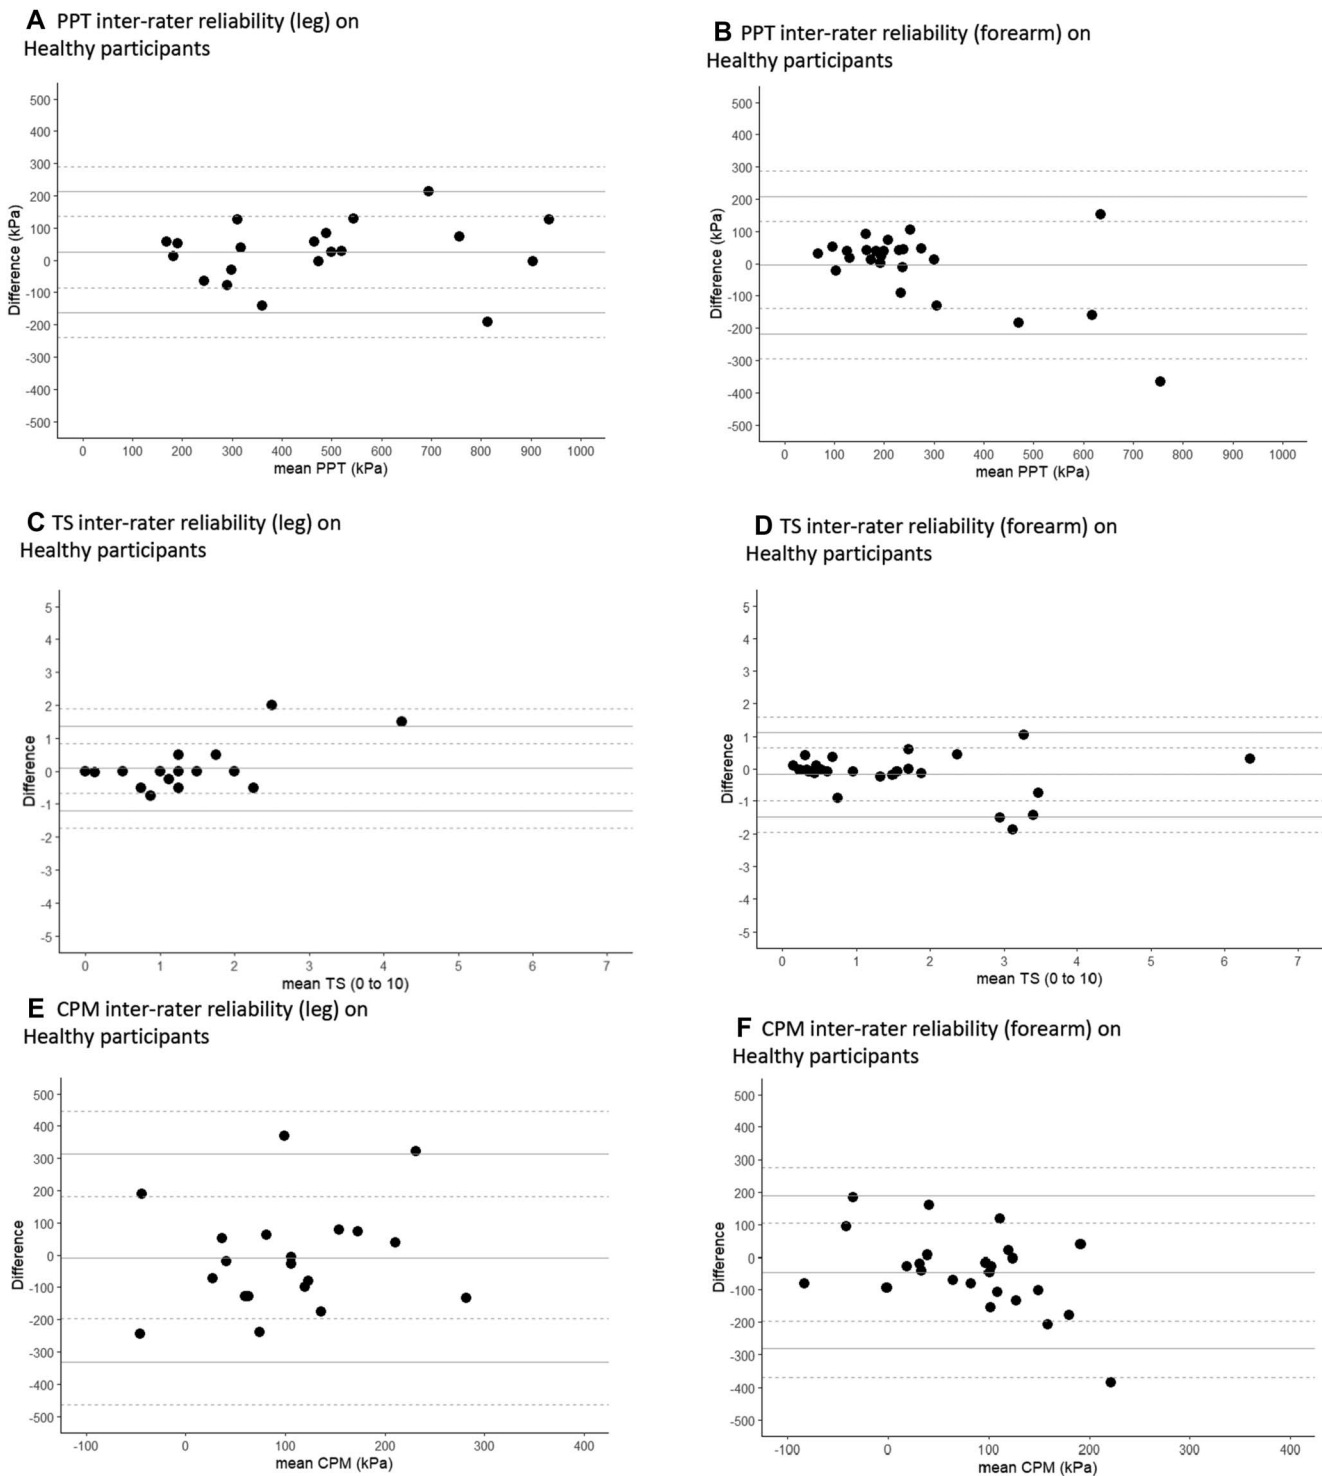 A PPT inter-rater reliability (leg) on
Healthy participants
500
400
300
200
100
0
-100
-200
-300
-400
-500
Difference (kPa)
0 100 200 300 400 500 600 700 800 900 1000
mean PPT (kPa)
B PPT inter-rater reliability (forearm) on
Healthy participants
500
400
300
200
100
0
-100
-200
-300
-400
-500
Difference (kPa)
0 100 200 300 400 500 600 700 800 900 1000
mean PPT (kPa)
C TS inter-rater reliability (leg) on
Healthy participants
5
4
3
2
1
0
-1
-2
-3
-4
-5
Difference
0 1 2 3 4 5 6 7
mean TS (0 to 10)
D TS inter-rater reliability (forearm) on
Healthy participants
5
4
3
2
1
0
-1
-2
-3
-4
-5
Difference
0 1 2 3 4 5 6 7
mean TS (0 to 10)
E CPM inter-rater reliability (leg) on
Healthy participants
500
400
300
200
100
0
-100
-200
-300
-400
-500
Difference
-100 0 100 200 300 400
mean CPM (kPa)
F CPM inter-rater reliability (forearm) on
Healthy participants
500
400
300
200
100
0
-100
-200
-300
-400
-500
Difference
-100 0 100 200 300 400
mean CPM (kPa)